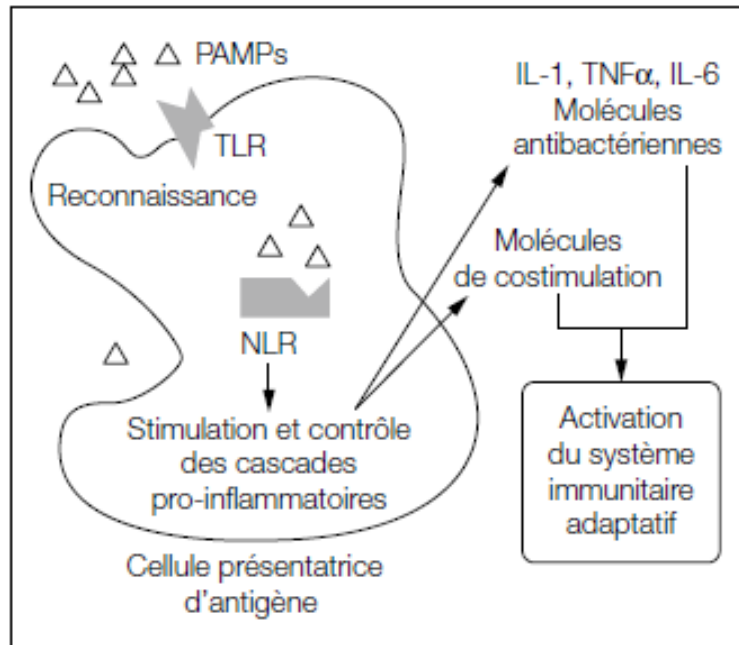 PAMPs
TLR
Reconnaissance
NLR
Stimulation et contrôle
des cascades
pro-inflammatoires
Cellule présentatrice
d'antigène
IL-1, TNFα, IL-6
Molécules
antibactériennes
Molécules
de costimulation
Activation
du système
immunitaire
adaptatif